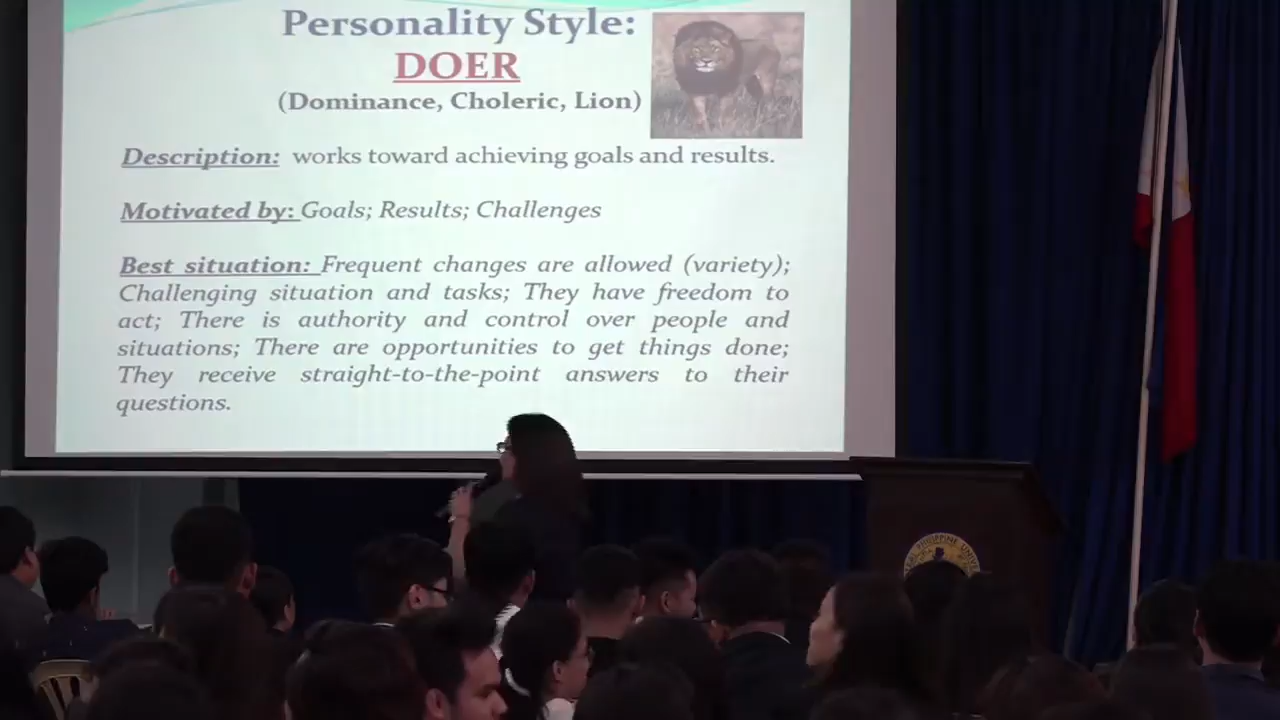 Personality Style:
DOER
(Dominance, Choleric, Lion)
Description: works toward achieving goals and results.
Motivated by: Goals; Results; Challenges
Best situation: Frequent changes are allowed (variety);
Challenging situation and tasks; They have freedom to
act; There is authority and control over people and
situations; There are opportunities to get things done;
They receive straight-to-the-point answers to their
questions.
PHILIPPINE